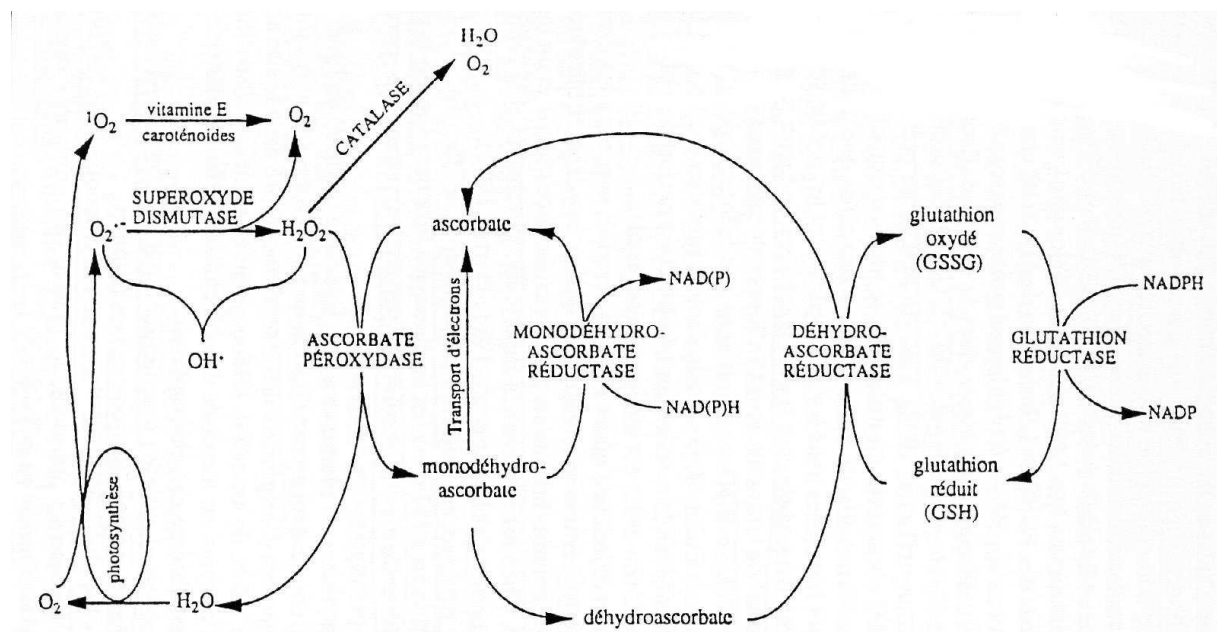 H₂O
O₂
CATALASE
¹O₂
vitamine E
caroténoides
O₂
SUPEROXYDE
DISMUTASE
O₂•-
H₂O₂
OH•
ASCORBATE
PÉROXYDASE
ascorbate
Transport d'électrons
monodéhydro-
ascorbate
NAD(P)
MONODÉHYDRO-
ASCORBATE
RÉDUCTASE
NAD(P)H
DÉHYDRO-
ASCORBATE
RÉDUCTASE
glutathion
oxydé
(GSSG)
NADPH
GLUTATHION
RÉDUCTASE
NADP
glutathion
réduit
(GSH)
photosynthèse
O₂
H₂O
déhydroascorbate